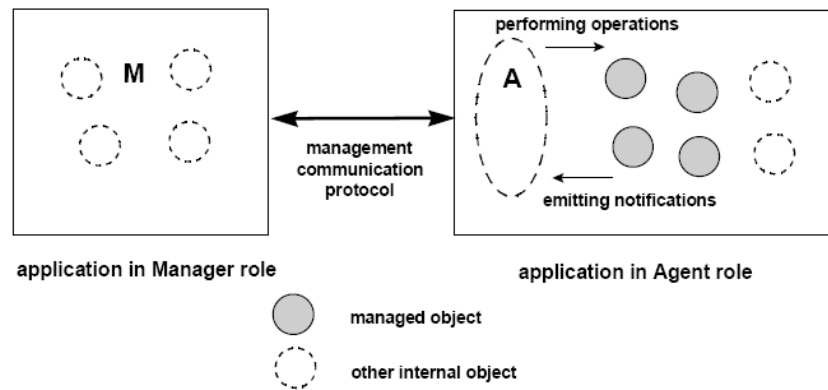 performing operations
M
A
management
communication
protocol
emitting notifications
application in Manager role
application in Agent role
managed object
other internal object